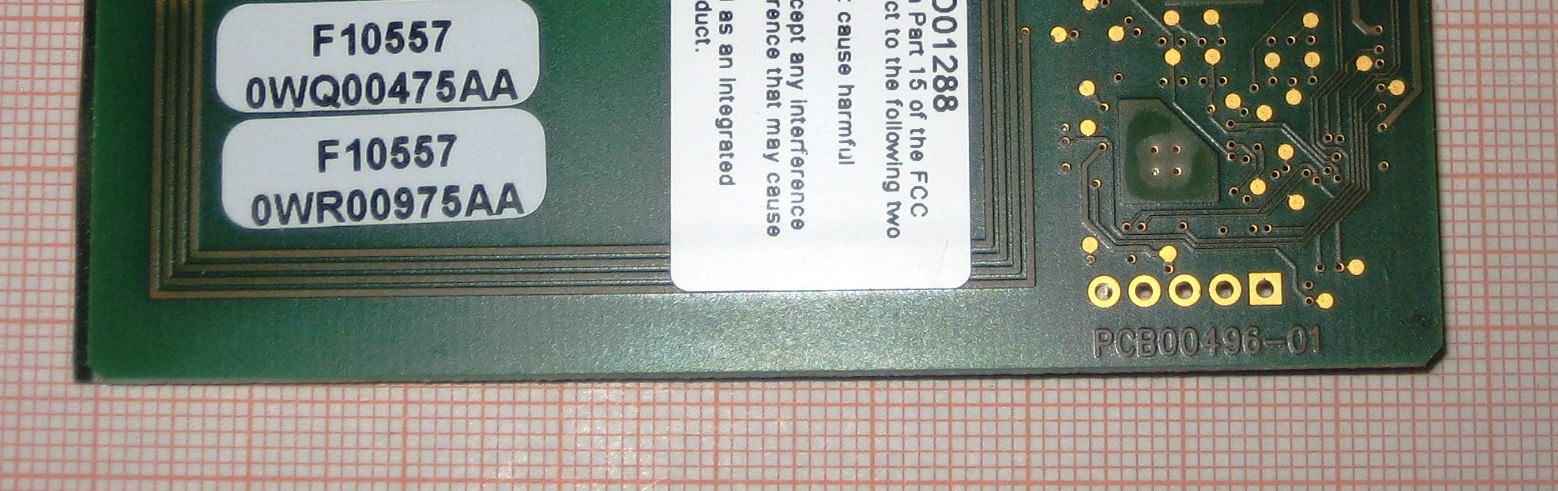 F10557
0WQ00475AA
F10557
0WR00975AA
D01288
Part 15 of the FCC
ct to the following two
cause harmful
cept any interference
rence that may cause
as an integrated
duct.
PCB00496-01